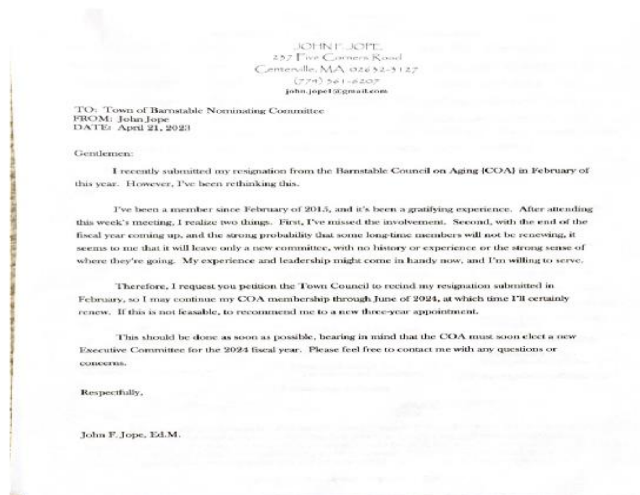 JOHN F. JOPE
237 Five Corners Road
Centerville, MA 02632-3127
(774) 361-6207
john.jope1@gmail.com
TO: Town of Barnstable Nominating Committee
FROM: John Jope
DATE: April 21, 2023
Gentlemen:
I recently submitted my resignation from the Barnstable Council on Aging (COA) in February of
this year. However, I've been rethinking this.
I've been a member since February of 2015, and it's been a gratifying experience. After attending
this week's meeting, I realize two things. First, I've missed the involvement. Second, with the end of the
fiscal year coming up, and the strong probability that some long-time members will not be renewing, it
seems to me that it will leave only a new committee, with no history or experience or the strong sense of
where they're going. My experience and leadership might come in handy now, and I'm willing to serve.
Therefore, I request you petition the Town Council to recind my resignation submitted in
February, so I may continue my COA membership through June of 2024, at which time I'll certainly
renew. If this is not feasable, to recommend me to a new three-year appointment.
This should be done as soon as possible, bearing in mind that the COA must soon elect a new
Executive Committee for the 2024 fiscal year. Please feel free to contact me with any questions or
concerns.
Respectfully,
John F. Jope, Ed.M.